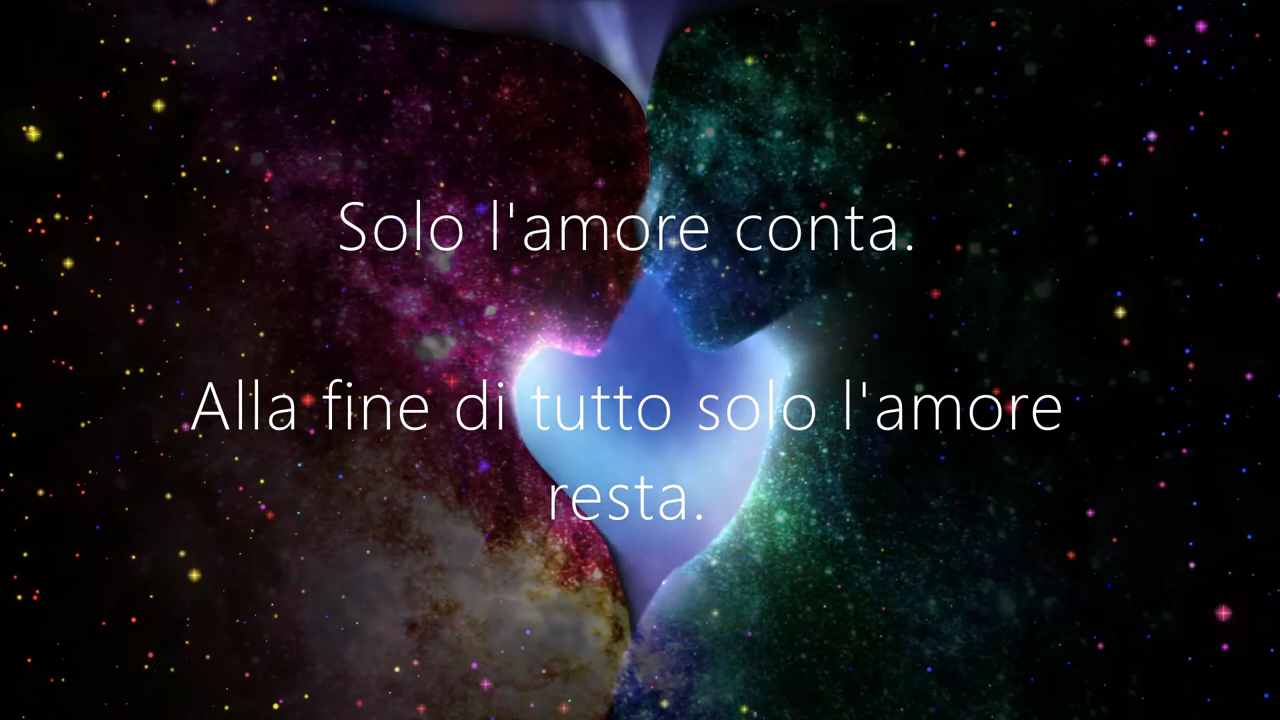 Solo l'amore conta.
Alla fine di tutto solo l'amore
resta.